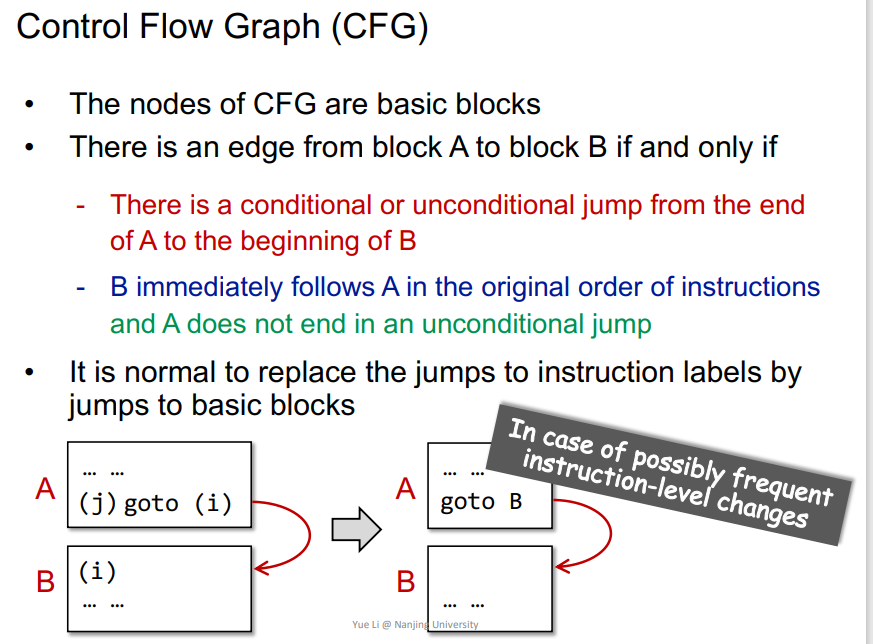 Control Flow Graph (CFG)
• The nodes of CFG are basic blocks
• There is an edge from block A to block B if and only if
- There is a conditional or unconditional jump from the end
of A to the beginning of B
- B immediately follows A in the original order of instructions
and A does not end in an unconditional jump
• It is normal to replace the jumps to instruction labels by
jumps to basic blocks
In case of possibly frequent
instruction-level changes
A
… …
(j) goto (i)
B
(i)
… …
A
… …
goto B
B
… …
Yue Li @ Nanjing University